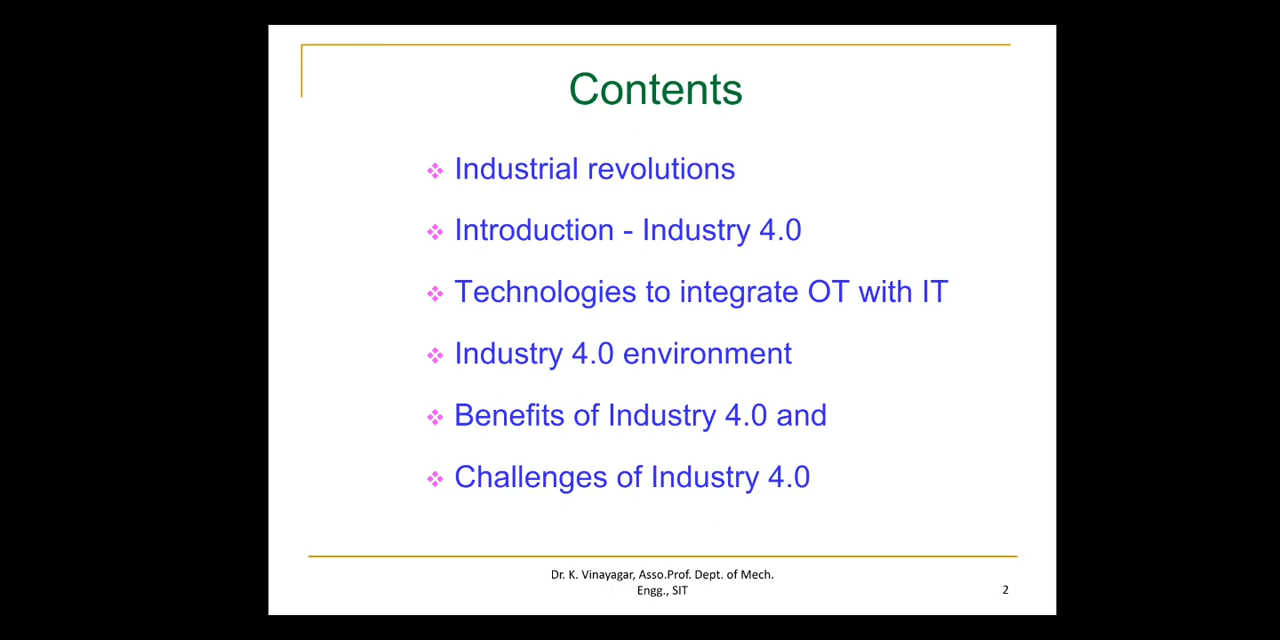 Contents
Industrial revolutions
Introduction - Industry 4.0
Technologies to integrate OT with IT
Industry 4.0 environment
Benefits of Industry 4.0 and
Challenges of Industry 4.0
Dr. K. Vinayagar, Asso.Prof. Dept. of Mech.
Engg., SIT
2